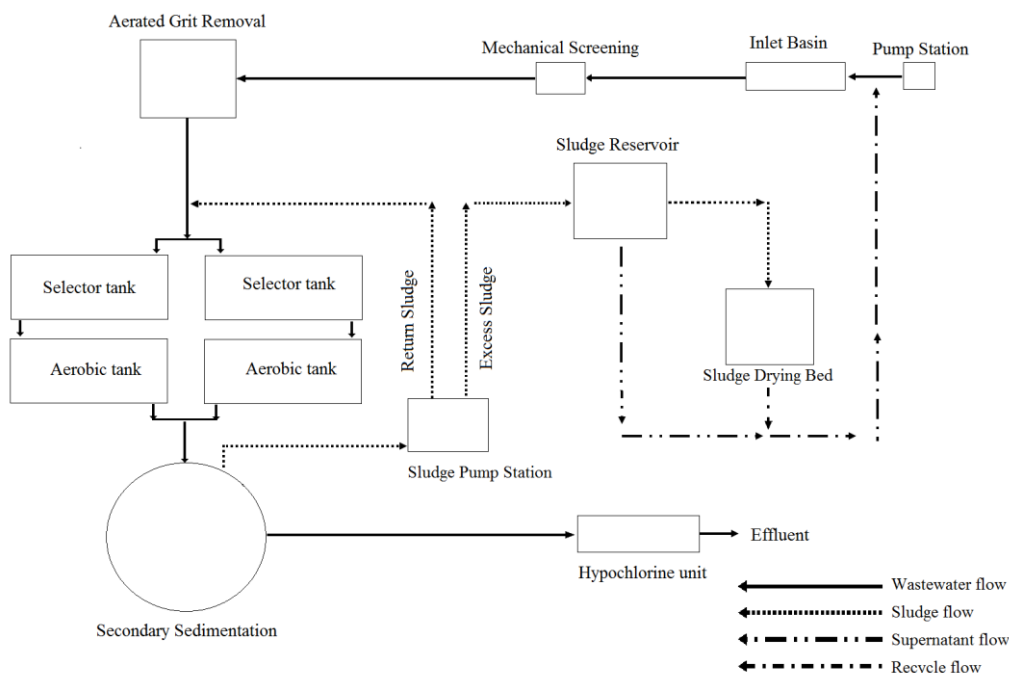 Aerated Grit Removal
Mechanical Screening
Inlet Basin
Pump Station
Sludge Reservoir
Selector tank
Selector tank
Return Sludge
Excess Sludge
Aerobic tank
Aerobic tank
Sludge Drying Bed
Sludge Pump Station
Effluent
Hypochlorine unit
Secondary Sedimentation
Wastewater flow
Sludge flow
Supernatant flow
Recycle flow